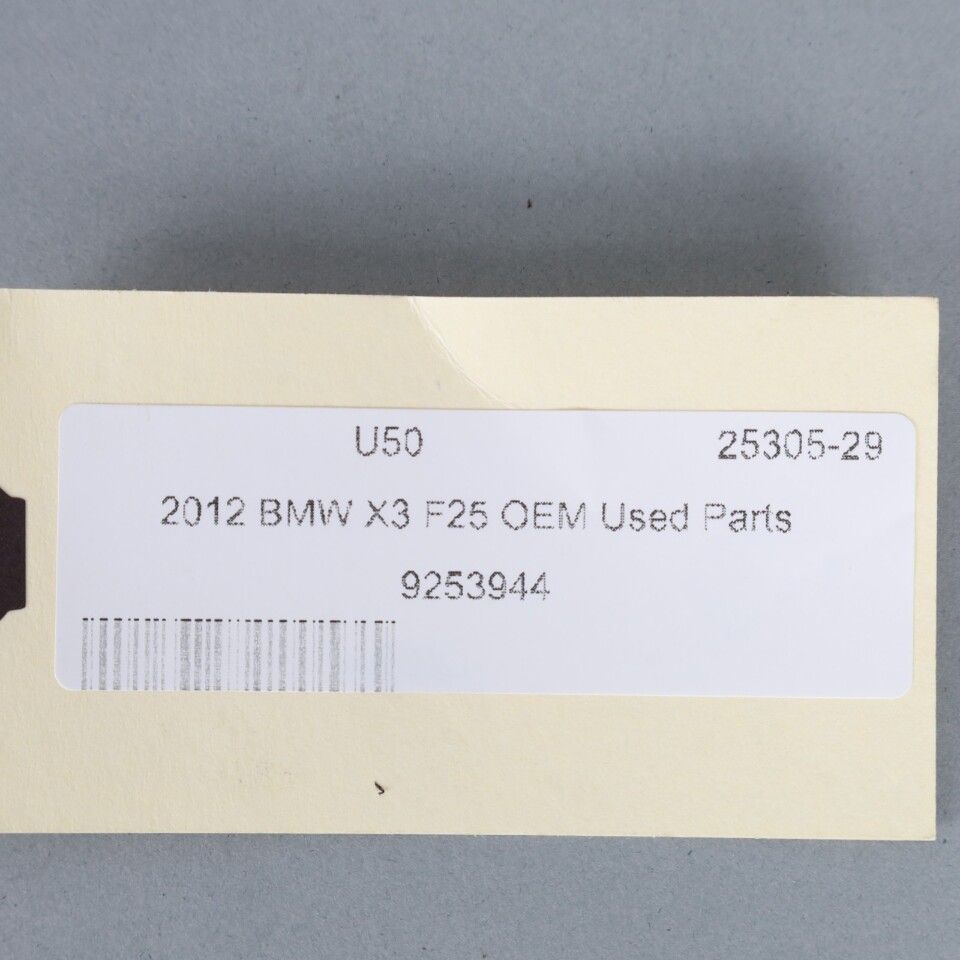 U50 25305-29
2012 BMW X3 F25 OEM Used Parts
9253944